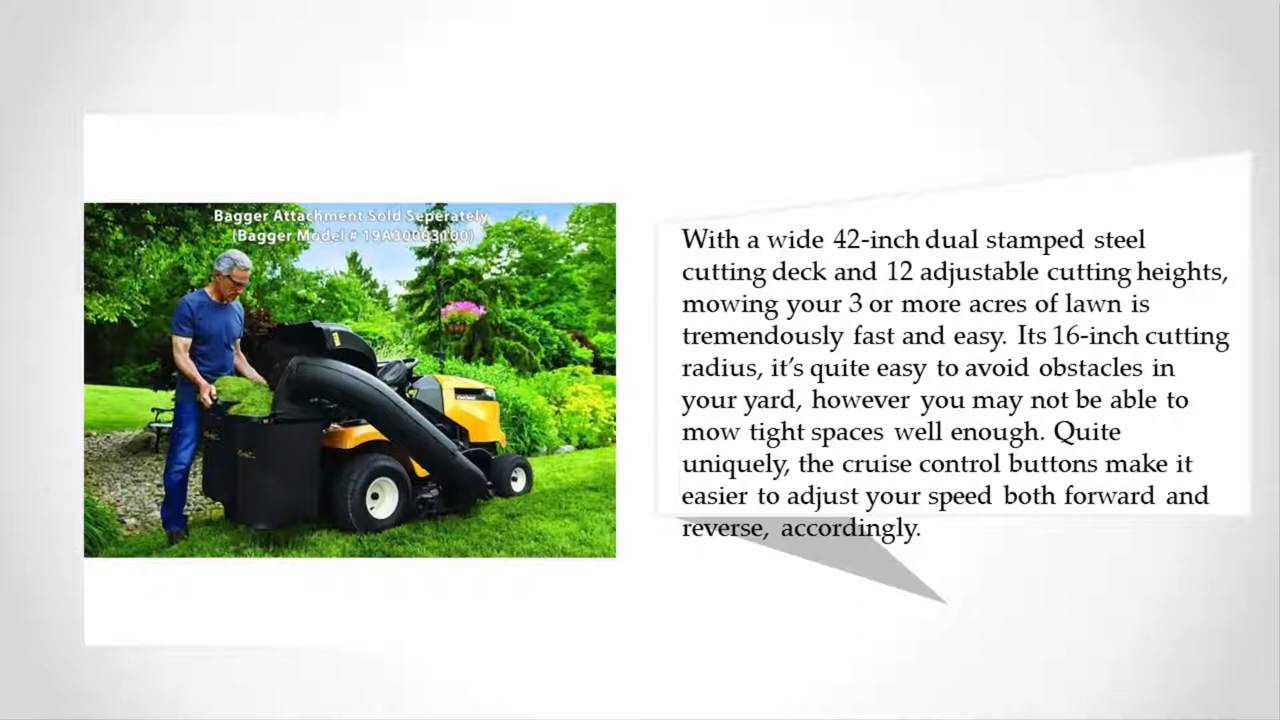 Bagger Attachment Sold Seperately
(Bagger Model # 19A30003100)
With a wide 42-inch dual stamped steel
cutting deck and 12 adjustable cutting heights,
mowing your 3 or more acres of lawn is
tremendously fast and easy. Its 16-inch cutting
radius, it’s quite easy to avoid obstacles in
your yard, however you may not be able to
mow tight spaces well enough. Quite
uniquely, the cruise control buttons make it
easier to adjust your speed both forward and
reverse, accordingly.